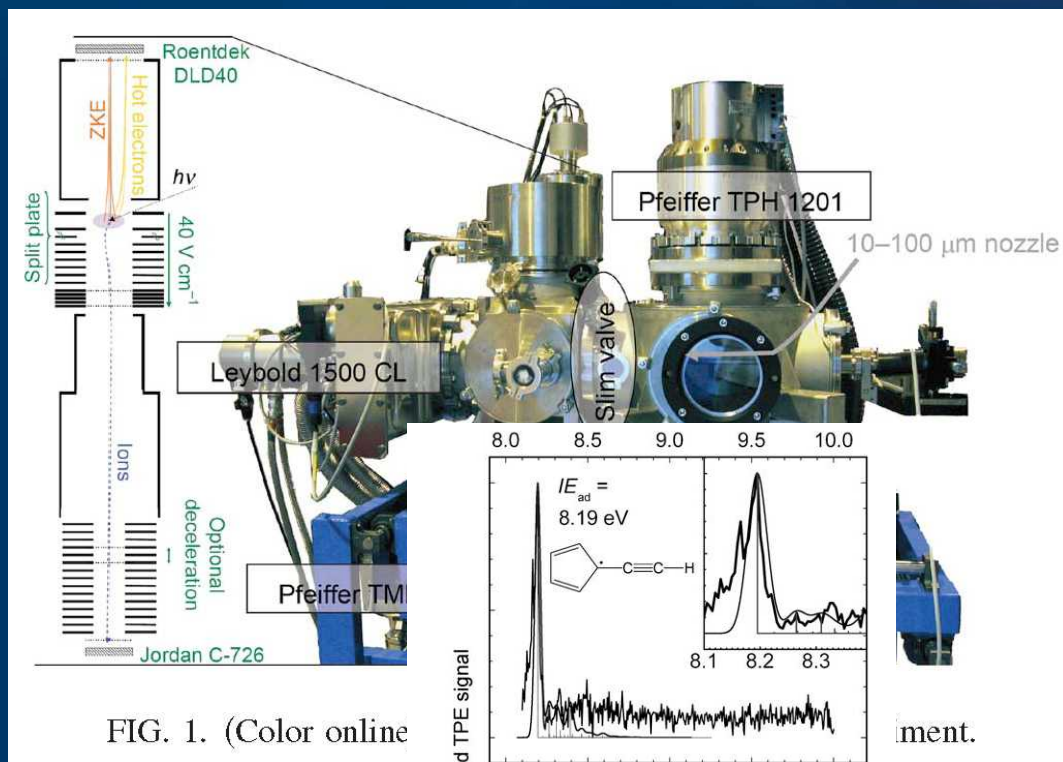 Roentdek
DLD40
ZKE
Hot electrons
hν
Split plate
40 V cm⁻¹
Ions
Optional
deceleration
Jordan C-726
Pfeiffer TPH 1201
10–100 μm nozzle
Slim valve
Leybold 1500 CL
Pfeiffer TM
8.0 8.5 9.0 9.5 10.0
IE_ad =
8.19 eV
C≡C–H
8.1 8.2 8.3
d TPE signal
FIG. 1. (Color online
iment.